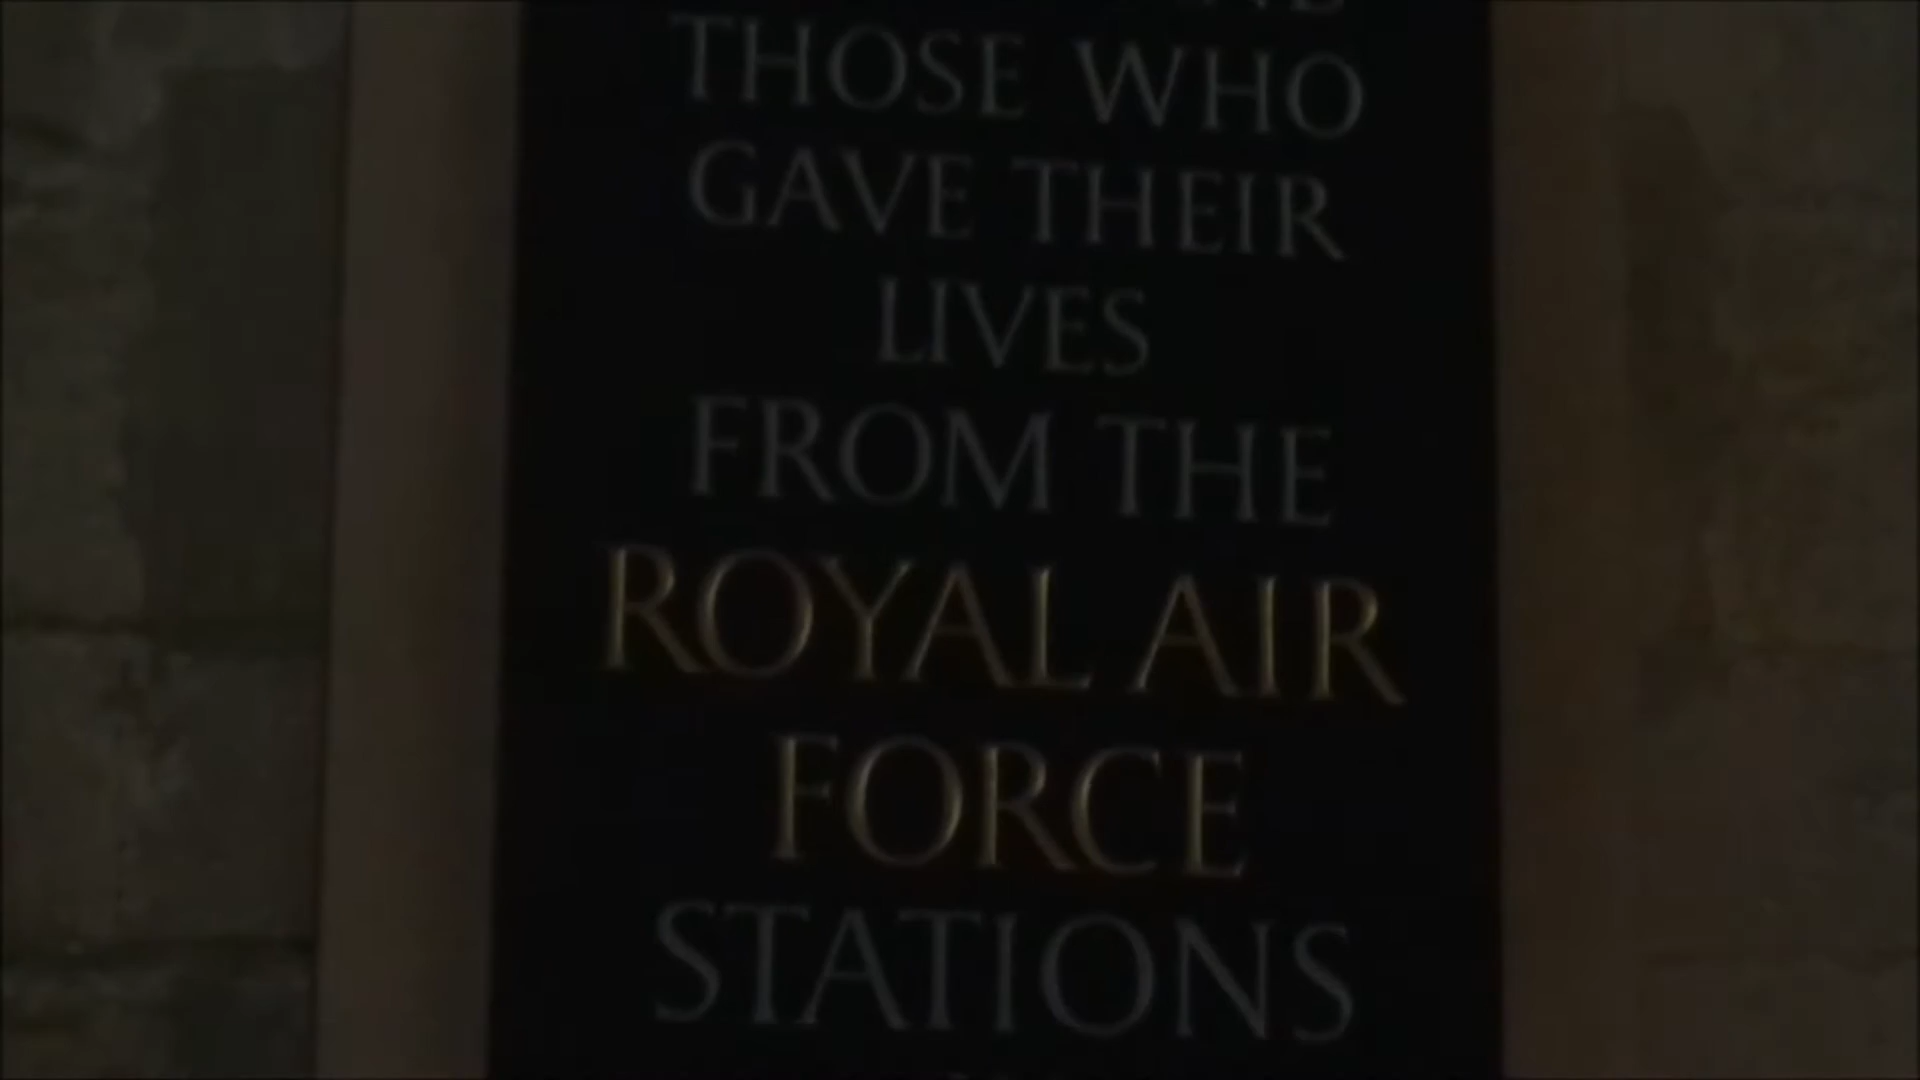 THOSE WHO
GAVE THEIR
LIVES
FROM THE
ROYAL AIR
FORCE
STATIONS